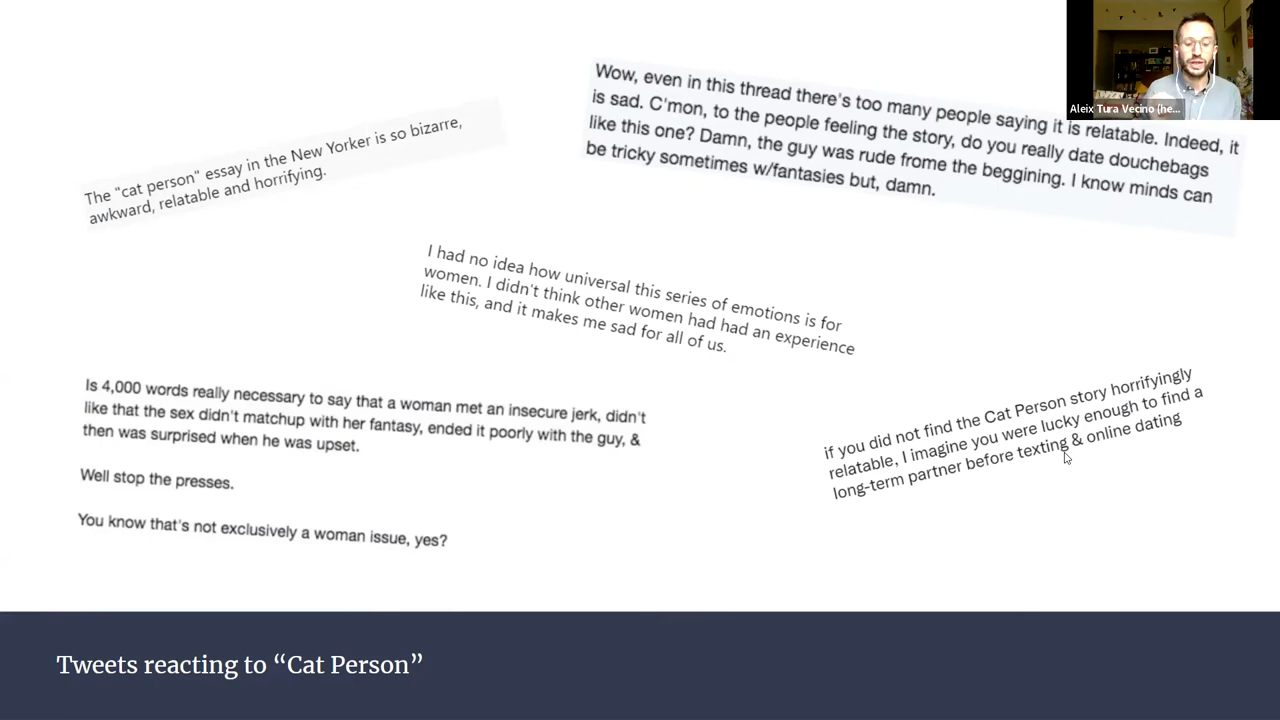 Aleix Tura Vecino (he...
Wow, even in this thread there's too many people saying it is relatable. Indeed, it
is sad. C'mon, to the people feeling the story, do you really date douchebags
like this one? Damn, the guy was rude frome the beggining. I know minds can
be tricky sometimes w/fantasies but, damn.
The "cat person" essay in the New Yorker is so bizarre,
awkward, relatable and horrifying.
I had no idea how universal this series of emotions is for
women. I didn't think other women had had an experience
like this, and it makes me sad for all of us.
Is 4,000 words really necessary to say that a woman met an insecure jerk, didn't
like that the sex didn't matchup with her fantasy, ended it poorly with the guy, &
then was surprised when he was upset.
Well stop the presses.
You know that's not exclusively a woman issue, yes?
if you did not find the Cat Person story horrifyingly
relatable, I imagine you were lucky enough to find a
long-term partner before texting & online dating
Tweets reacting to “Cat Person”